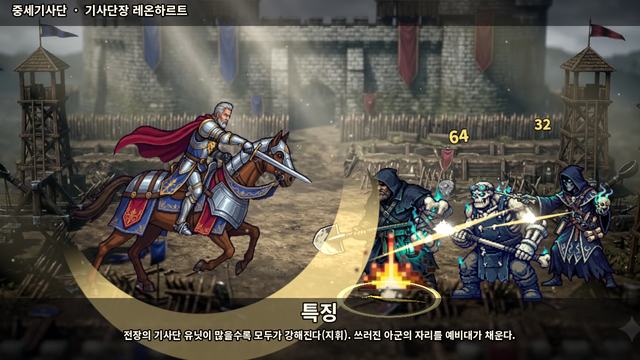 중세기사단 · 기사단장 레온하르트
64
32
특징
전장의 기사단 유닛이 많을수록 모두가 강해진다(지휘). 쓰러진 아군의 자리를 예비대가 채운다.